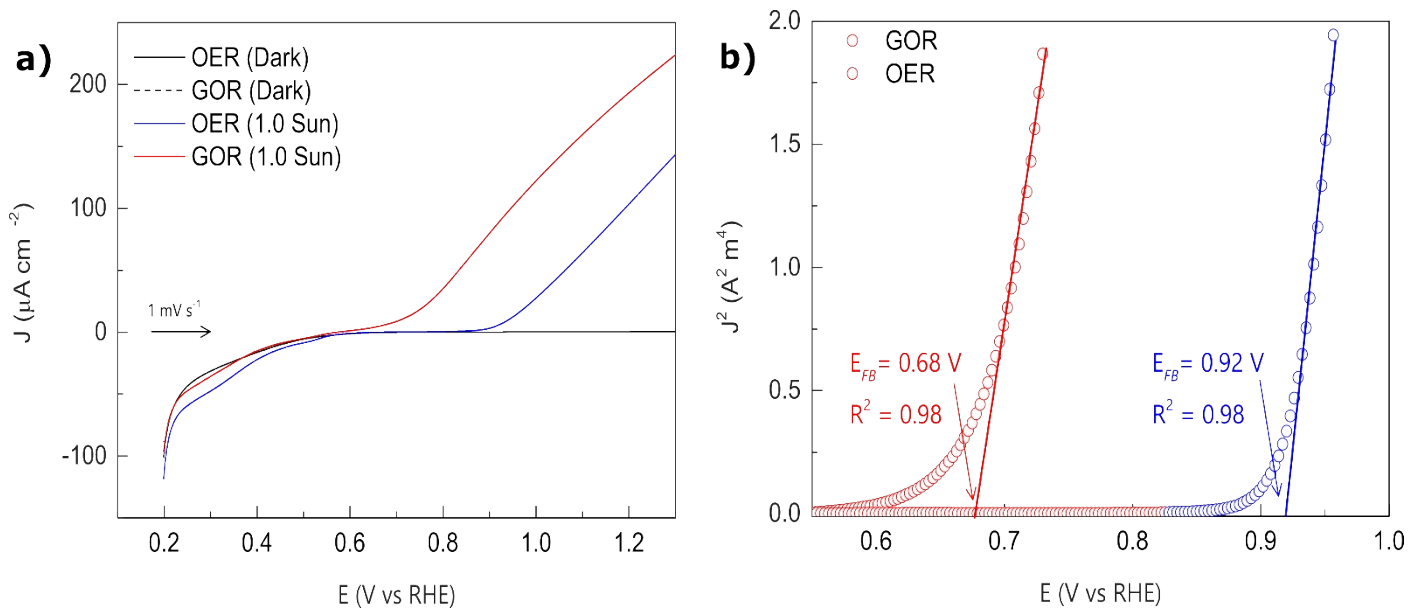 a)
OER (Dark)
GOR (Dark)
OER (1.0 Sun)
GOR (1.0 Sun)
200
100
0
-100
J (μA cm⁻²)
1 mV s⁻¹
0.2 0.4 0.6 0.8 1.0 1.2
E (V vs RHE)
b)
GOR
OER
2.0
1.5
1.0
0.5
0.0
J² (A² m⁴)
E_FB = 0.68 V
R² = 0.98
E_FB = 0.92 V
R² = 0.98
0.6 0.7 0.8 0.9 1.0
E (V vs RHE)